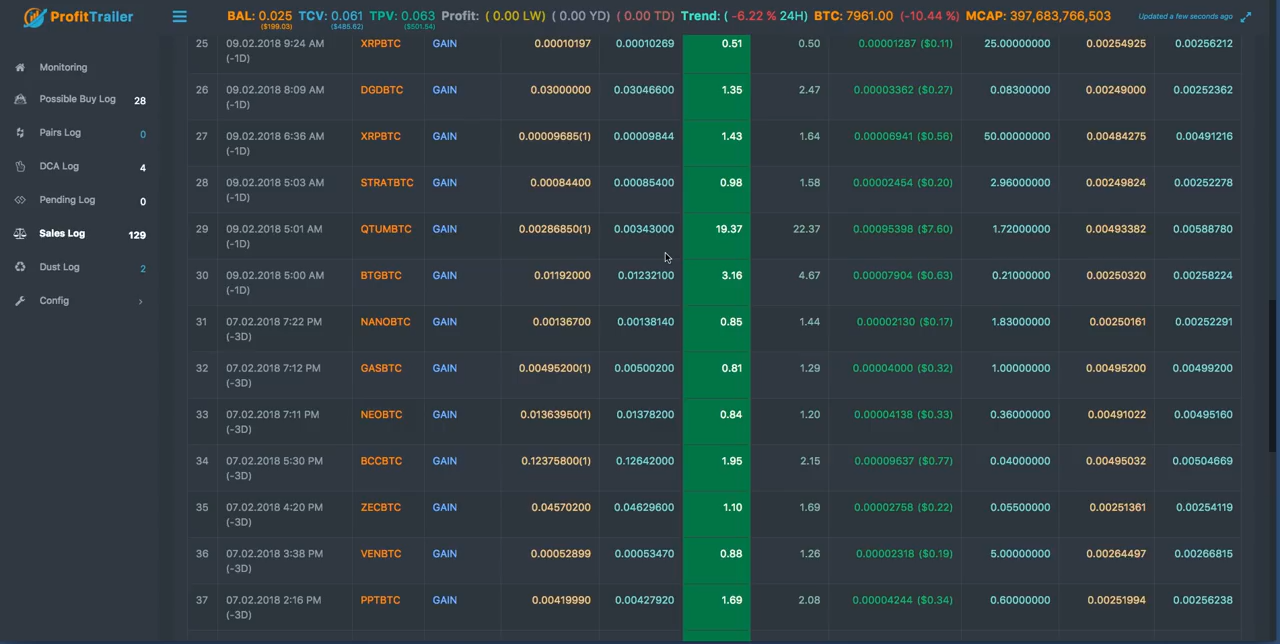 ProfitTrailer
BAL: 0.025 TCV: 0.061 TPV: 0.063 Profit: ( 0.00 LW) ( 0.00 YD) ( 0.00 TD) Trend: ( -6.22 % 24H) BTC: 7961.00 (-10.44 %) MCAP: 397,683,766,503 Updated a few seconds ago
($199.03) ($485.62) ($501.54)
Monitoring
Possible Buy Log 28
Pairs Log 0
DCA Log 4
Pending Log 0
Sales Log 129
Dust Log 2
Config
25 09.02.2018 9:24 AM XRPBTC GAIN 0.00010197 0.00010269 0.51 0.50 0.00001287 ($0.11) 25.00000000 0.00254925 0.00256212
(-1D)
26 09.02.2018 8:09 AM DGDBTC GAIN 0.03000000 0.03046600 1.35 2.47 0.00003362 ($0.27) 0.08300000 0.00249000 0.00252362
(-1D)
27 09.02.2018 6:36 AM XRPBTC GAIN 0.00009685(1) 0.00009844 1.43 1.64 0.00006941 ($0.56) 50.00000000 0.00484275 0.00491216
(-1D)
28 09.02.2018 5:03 AM STRATBTC GAIN 0.00084400 0.00085400 0.98 1.58 0.00002454 ($0.20) 2.96000000 0.00249824 0.00252278
(-1D)
29 09.02.2018 5:01 AM QTUMBTC GAIN 0.00286850(1) 0.00343000 19.37 22.37 0.00095398 ($7.60) 1.72000000 0.00493382 0.00588780
(-1D)
30 09.02.2018 5:00 AM BTGBTC GAIN 0.01192000 0.01232100 3.16 4.67 0.00007904 ($0.63) 0.21000000 0.00250320 0.00258224
(-1D)
31 07.02.2018 7:22 PM NANOBTC GAIN 0.00136700 0.00138140 0.85 1.44 0.00002130 ($0.17) 1.83000000 0.00250161 0.00252291
(-3D)
32 07.02.2018 7:12 PM GASBTC GAIN 0.00495200(1) 0.00500200 0.81 1.29 0.00004000 ($0.32) 1.00000000 0.00495200 0.00499200
(-3D)
33 07.02.2018 7:11 PM NEOBTC GAIN 0.01363950(1) 0.01378200 0.84 1.20 0.00004138 ($0.33) 0.36000000 0.00491022 0.00495160
(-3D)
34 07.02.2018 5:30 PM BCCBTC GAIN 0.12375800(1) 0.12642000 1.95 2.15 0.00009637 ($0.77) 0.04000000 0.00495032 0.00504669
(-3D)
35 07.02.2018 4:20 PM ZECBTC GAIN 0.04570200 0.04629600 1.10 1.69 0.00002758 ($0.22) 0.05500000 0.00251361 0.00254119
(-3D)
36 07.02.2018 3:38 PM VENBTC GAIN 0.00052899 0.00053470 0.88 1.26 0.00002318 ($0.19) 5.00000000 0.00264497 0.00266815
(-3D)
37 07.02.2018 2:16 PM PPTBTC GAIN 0.00419990 0.00427920 1.69 2.08 0.00004244 ($0.34) 0.60000000 0.00251994 0.00256238
(-3D)